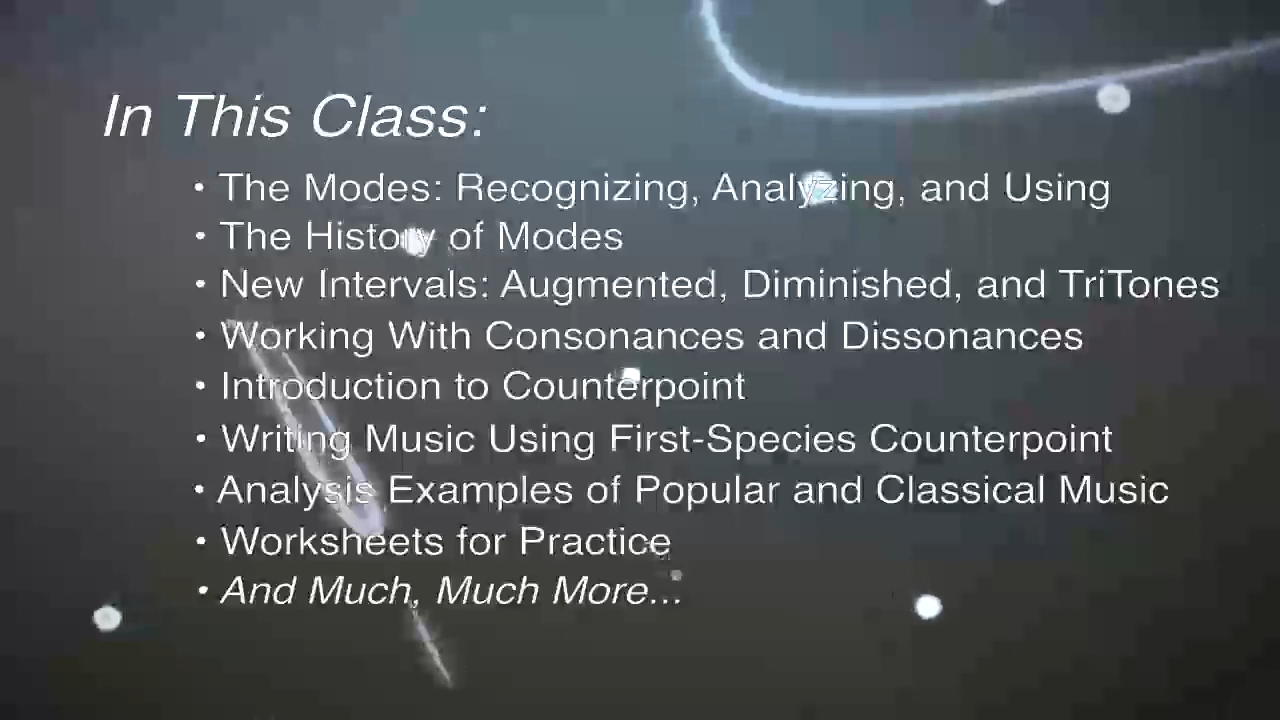 In This Class:
• The Modes: Recognizing, Analyzing, and Using
• The History of Modes
• New Intervals: Augmented, Diminished, and TriTones
• Working With Consonances and Dissonances
• Introduction to Counterpoint
• Writing Music Using First-Species Counterpoint
• Analysis Examples of Popular and Classical Music
• Worksheets for Practice
• And Much, Much More...